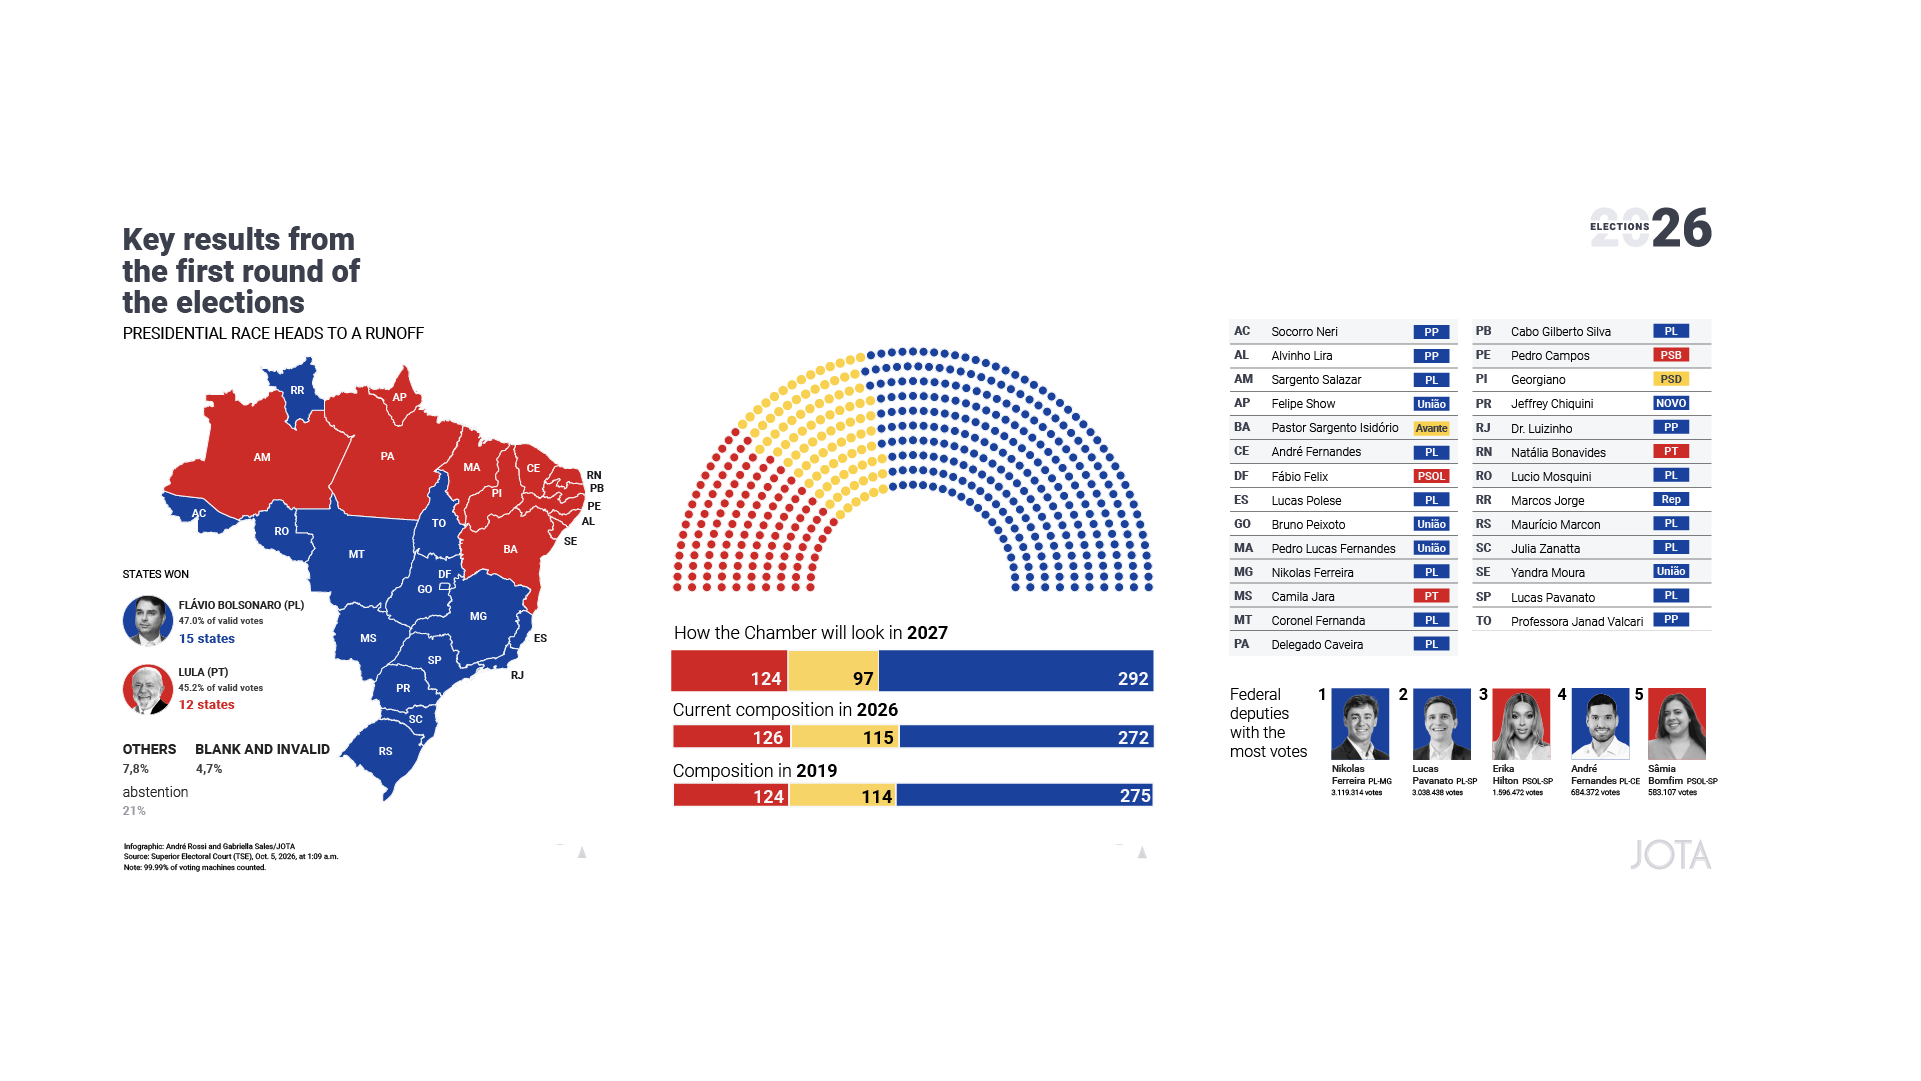 Key results from
the first round of
the elections
PRESIDENTIAL RACE HEADS TO A RUNOFF
RR
AP
AM
PA
MA
CE
RN
PB
PI
PE
AL
SE
AC
RO
TO
MT
BA
DF
GO
MG
ES
MS
SP
RJ
PR
SC
RS
STATES WON
FLÁVIO BOLSONARO (PL)
47.0% of valid votes
15 states
LULA (PT)
45.2% of valid votes
12 states
OTHERS
7,8%
BLANK AND INVALID
4,7%
abstention
21%
Infographic: André Rossi and Gabriella Sales/JOTA
Source: Superior Electoral Court (TSE), Oct. 5, 2026, at 1:09 a.m.
Note: 99.99% of voting machines counted.
How the Chamber will look in 2027
124 97 292
Current composition in 2026
126 115 272
Composition in 2019
124 114 275
2026
ELECTIONS
AC Socorro Neri PP
AL Alvinho Lira PP
AM Sargento Salazar PL
AP Felipe Show União
BA Pastor Sargento Isidório Avante
CE André Fernandes PL
DF Fábio Felix PSOL
ES Lucas Polese PL
GO Bruno Peixoto União
MA Pedro Lucas Fernandes União
MG Nikolas Ferreira PL
MS Camila Jara PT
MT Coronel Fernanda PL
PA Delegado Caveira PL
PB Cabo Gilberto Silva PL
PE Pedro Campos PSB
PI Georgiano PSD
PR Jeffrey Chiquini NOVO
RJ Dr. Luizinho PP
RN Natália Bonavides PT
RO Lucio Mosquini PL
RR Marcos Jorge Rep
RS Maurício Marcon PL
SC Julia Zanatta PL
SE Yandra Moura União
SP Lucas Pavanato PL
TO Professora Janad Valcari PP
Federal
deputies
with the
most votes
1
Nikolas
Ferreira PL-MG
3.119.314 votes
2
Lucas
Pavanato PL-SP
3.038.438 votes
3
Erika
Hilton PSOL-SP
1.596.472 votes
4
André
Fernandes PL-CE
684.372 votes
5
Sâmia
Bomfim PSOL-SP
583.107 votes
JOTA